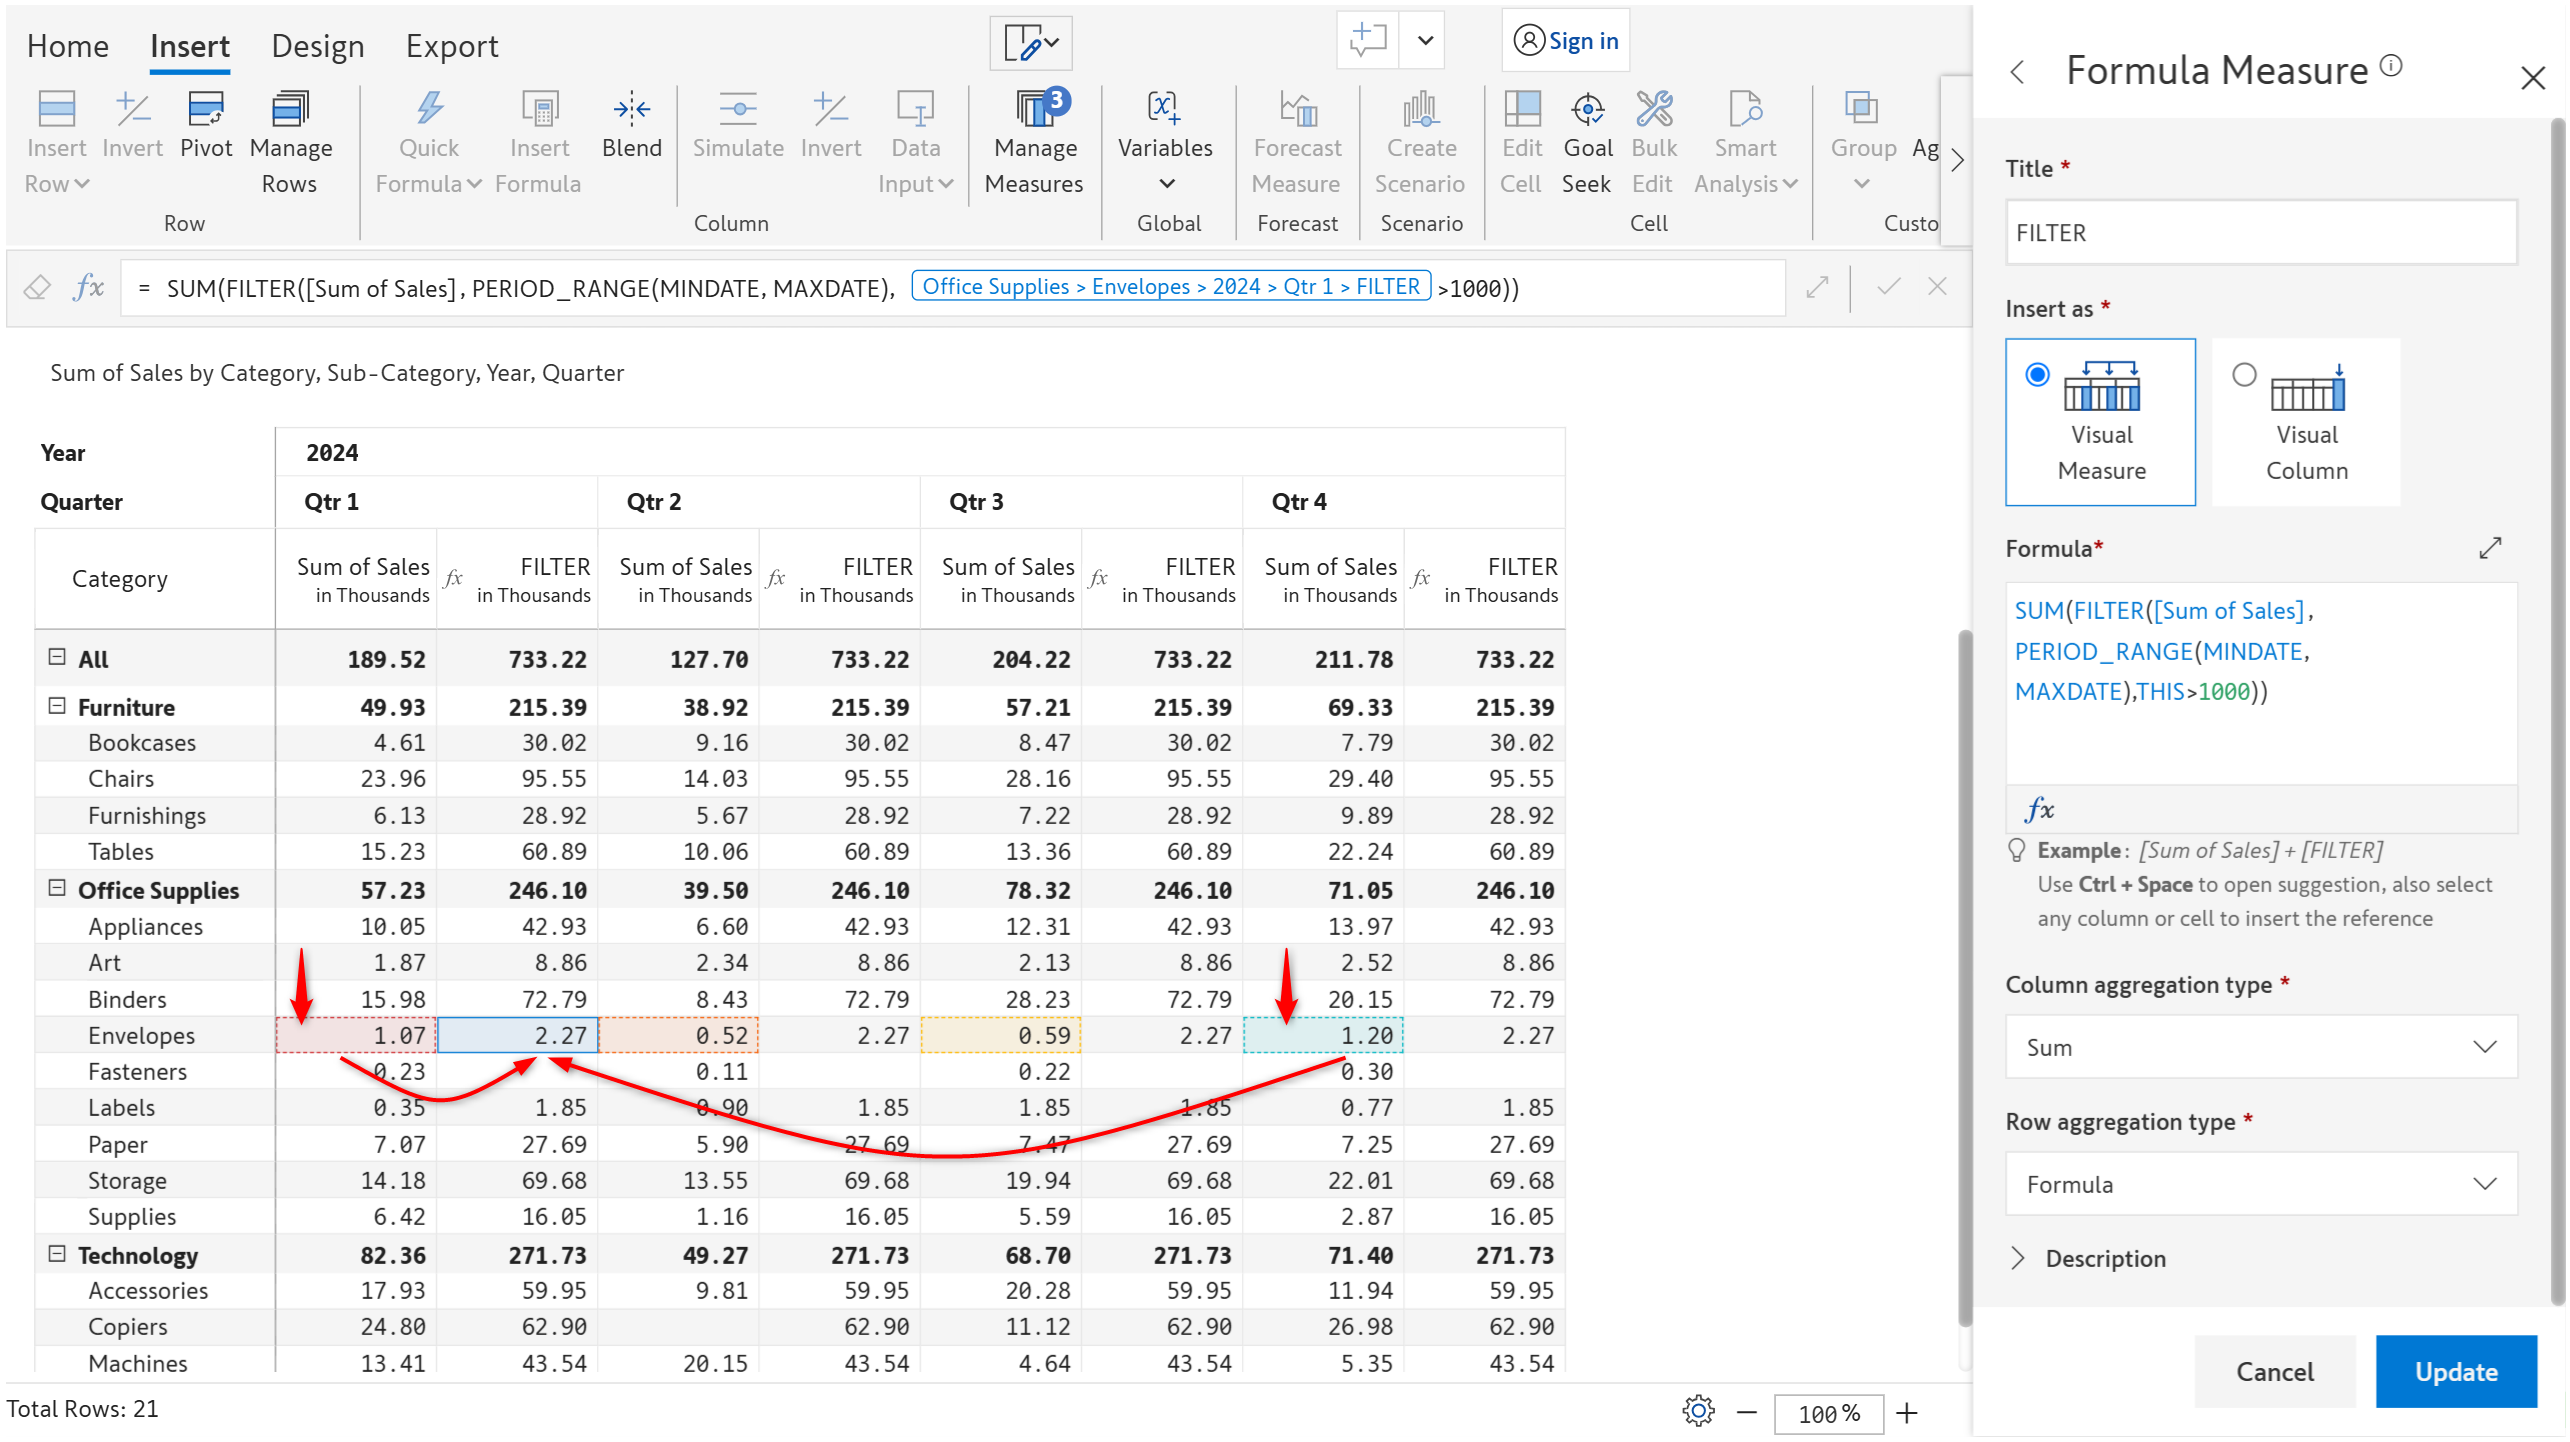 Home Insert Design Export Sign in
Insert Row Invert Pivot Manage Rows Quick Formula Insert Formula Blend Simulate Invert Data Input Manage Measures 3 Variables Forecast Measure Create Scenario Edit Cell Goal Seek Bulk Edit Smart Analysis Group Ag
Row Column Global Forecast Scenario Cell Custo
fx = SUM(FILTER([Sum of Sales], PERIOD_RANGE(MINDATE, MAXDATE), Office Supplies > Envelopes > 2024 > Qtr 1 > FILTER >1000))
Sum of Sales by Category, Sub-Category, Year, Quarter
Year 2024
Quarter Qtr 1 Qtr 2 Qtr 3 Qtr 4
Category Sum of Sales in Thousands fx FILTER in Thousands Sum of Sales in Thousands fx FILTER in Thousands Sum of Sales in Thousands fx FILTER in Thousands Sum of Sales in Thousands fx FILTER in Thousands
All 189.52 733.22 127.70 733.22 204.22 733.22 211.78 733.22
Furniture 49.93 215.39 38.92 215.39 57.21 215.39 69.33 215.39
Bookcases 4.61 30.02 9.16 30.02 8.47 30.02 7.79 30.02
Chairs 23.96 95.55 14.03 95.55 28.16 95.55 29.40 95.55
Furnishings 6.13 28.92 5.67 28.92 7.22 28.92 9.89 28.92
Tables 15.23 60.89 10.06 60.89 13.36 60.89 22.24 60.89
Office Supplies 57.23 246.10 39.50 246.10 78.32 246.10 71.05 246.10
Appliances 10.05 42.93 6.60 42.93 12.31 42.93 13.97 42.93
Art 1.87 8.86 2.34 8.86 2.13 8.86 2.52 8.86
Binders 15.98 72.79 8.43 72.79 28.23 72.79 20.15 72.79
Envelopes 1.07 2.27 0.52 2.27 0.59 2.27 1.20 2.27
Fasteners 0.23 0.11 0.22 0.30
Labels 0.35 1.85 0.90 1.85 1.85 1.85 0.77 1.85
Paper 7.07 27.69 5.90 27.69 7.47 27.69 7.25 27.69
Storage 14.18 69.68 13.55 69.68 19.94 69.68 22.01 69.68
Supplies 6.42 16.05 1.16 16.05 5.59 16.05 2.87 16.05
Technology 82.36 271.73 49.27 271.73 68.70 271.73 71.40 271.73
Accessories 17.93 59.95 9.81 59.95 20.28 59.95 11.94 59.95
Copiers 24.80 62.90 62.90 11.12 62.90 26.98 62.90
Machines 13.41 43.54 20.15 43.54 4.64 43.54 5.35 43.54
Total Rows: 21 100 %
Formula Measure
Title *
FILTER
Insert as *
Visual Measure
Visual Column
Formula*
SUM(FILTER([Sum of Sales],
PERIOD_RANGE(MINDATE,
MAXDATE),THIS>1000))
fx
Example: [Sum of Sales] + [FILTER]
Use Ctrl + Space to open suggestion, also select
any column or cell to insert the reference
Column aggregation type *
Sum
Row aggregation type *
Formula
Description
Cancel Update